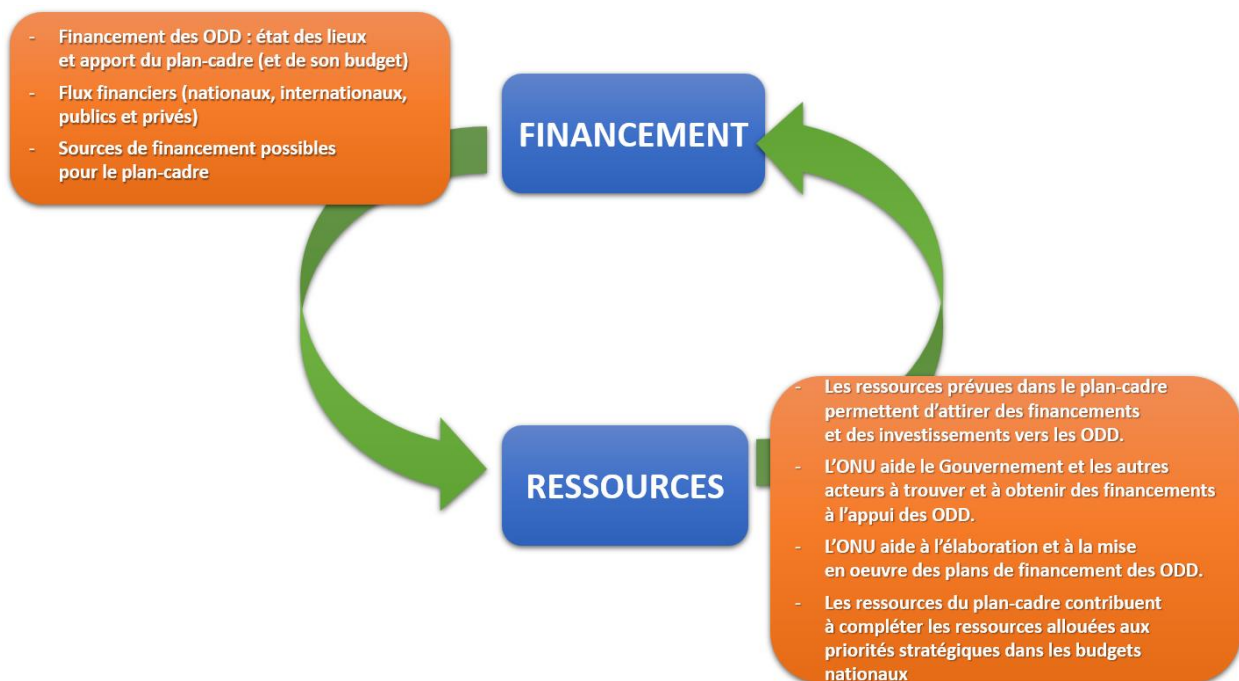 - Financement des ODD : état des lieux
et apport du plan-cadre (et de son budget)
- Flux financiers (nationaux, internationaux,
publics et privés)
- Sources de financement possibles
pour le plan-cadre
FINANCEMENT
RESSOURCES
- Les ressources prévues dans le plan-cadre
permettent d’attirer des financements
et des investissements vers les ODD.
- L’ONU aide le Gouvernement et les autres
acteurs à trouver et à obtenir des financements
à l’appui des ODD.
- L’ONU aide à l’élaboration et à la mise
en oeuvre des plans de financement des ODD.
- Les ressources du plan-cadre contribuent
à compléter les ressources allouées aux
priorités stratégiques dans les budgets
nationaux